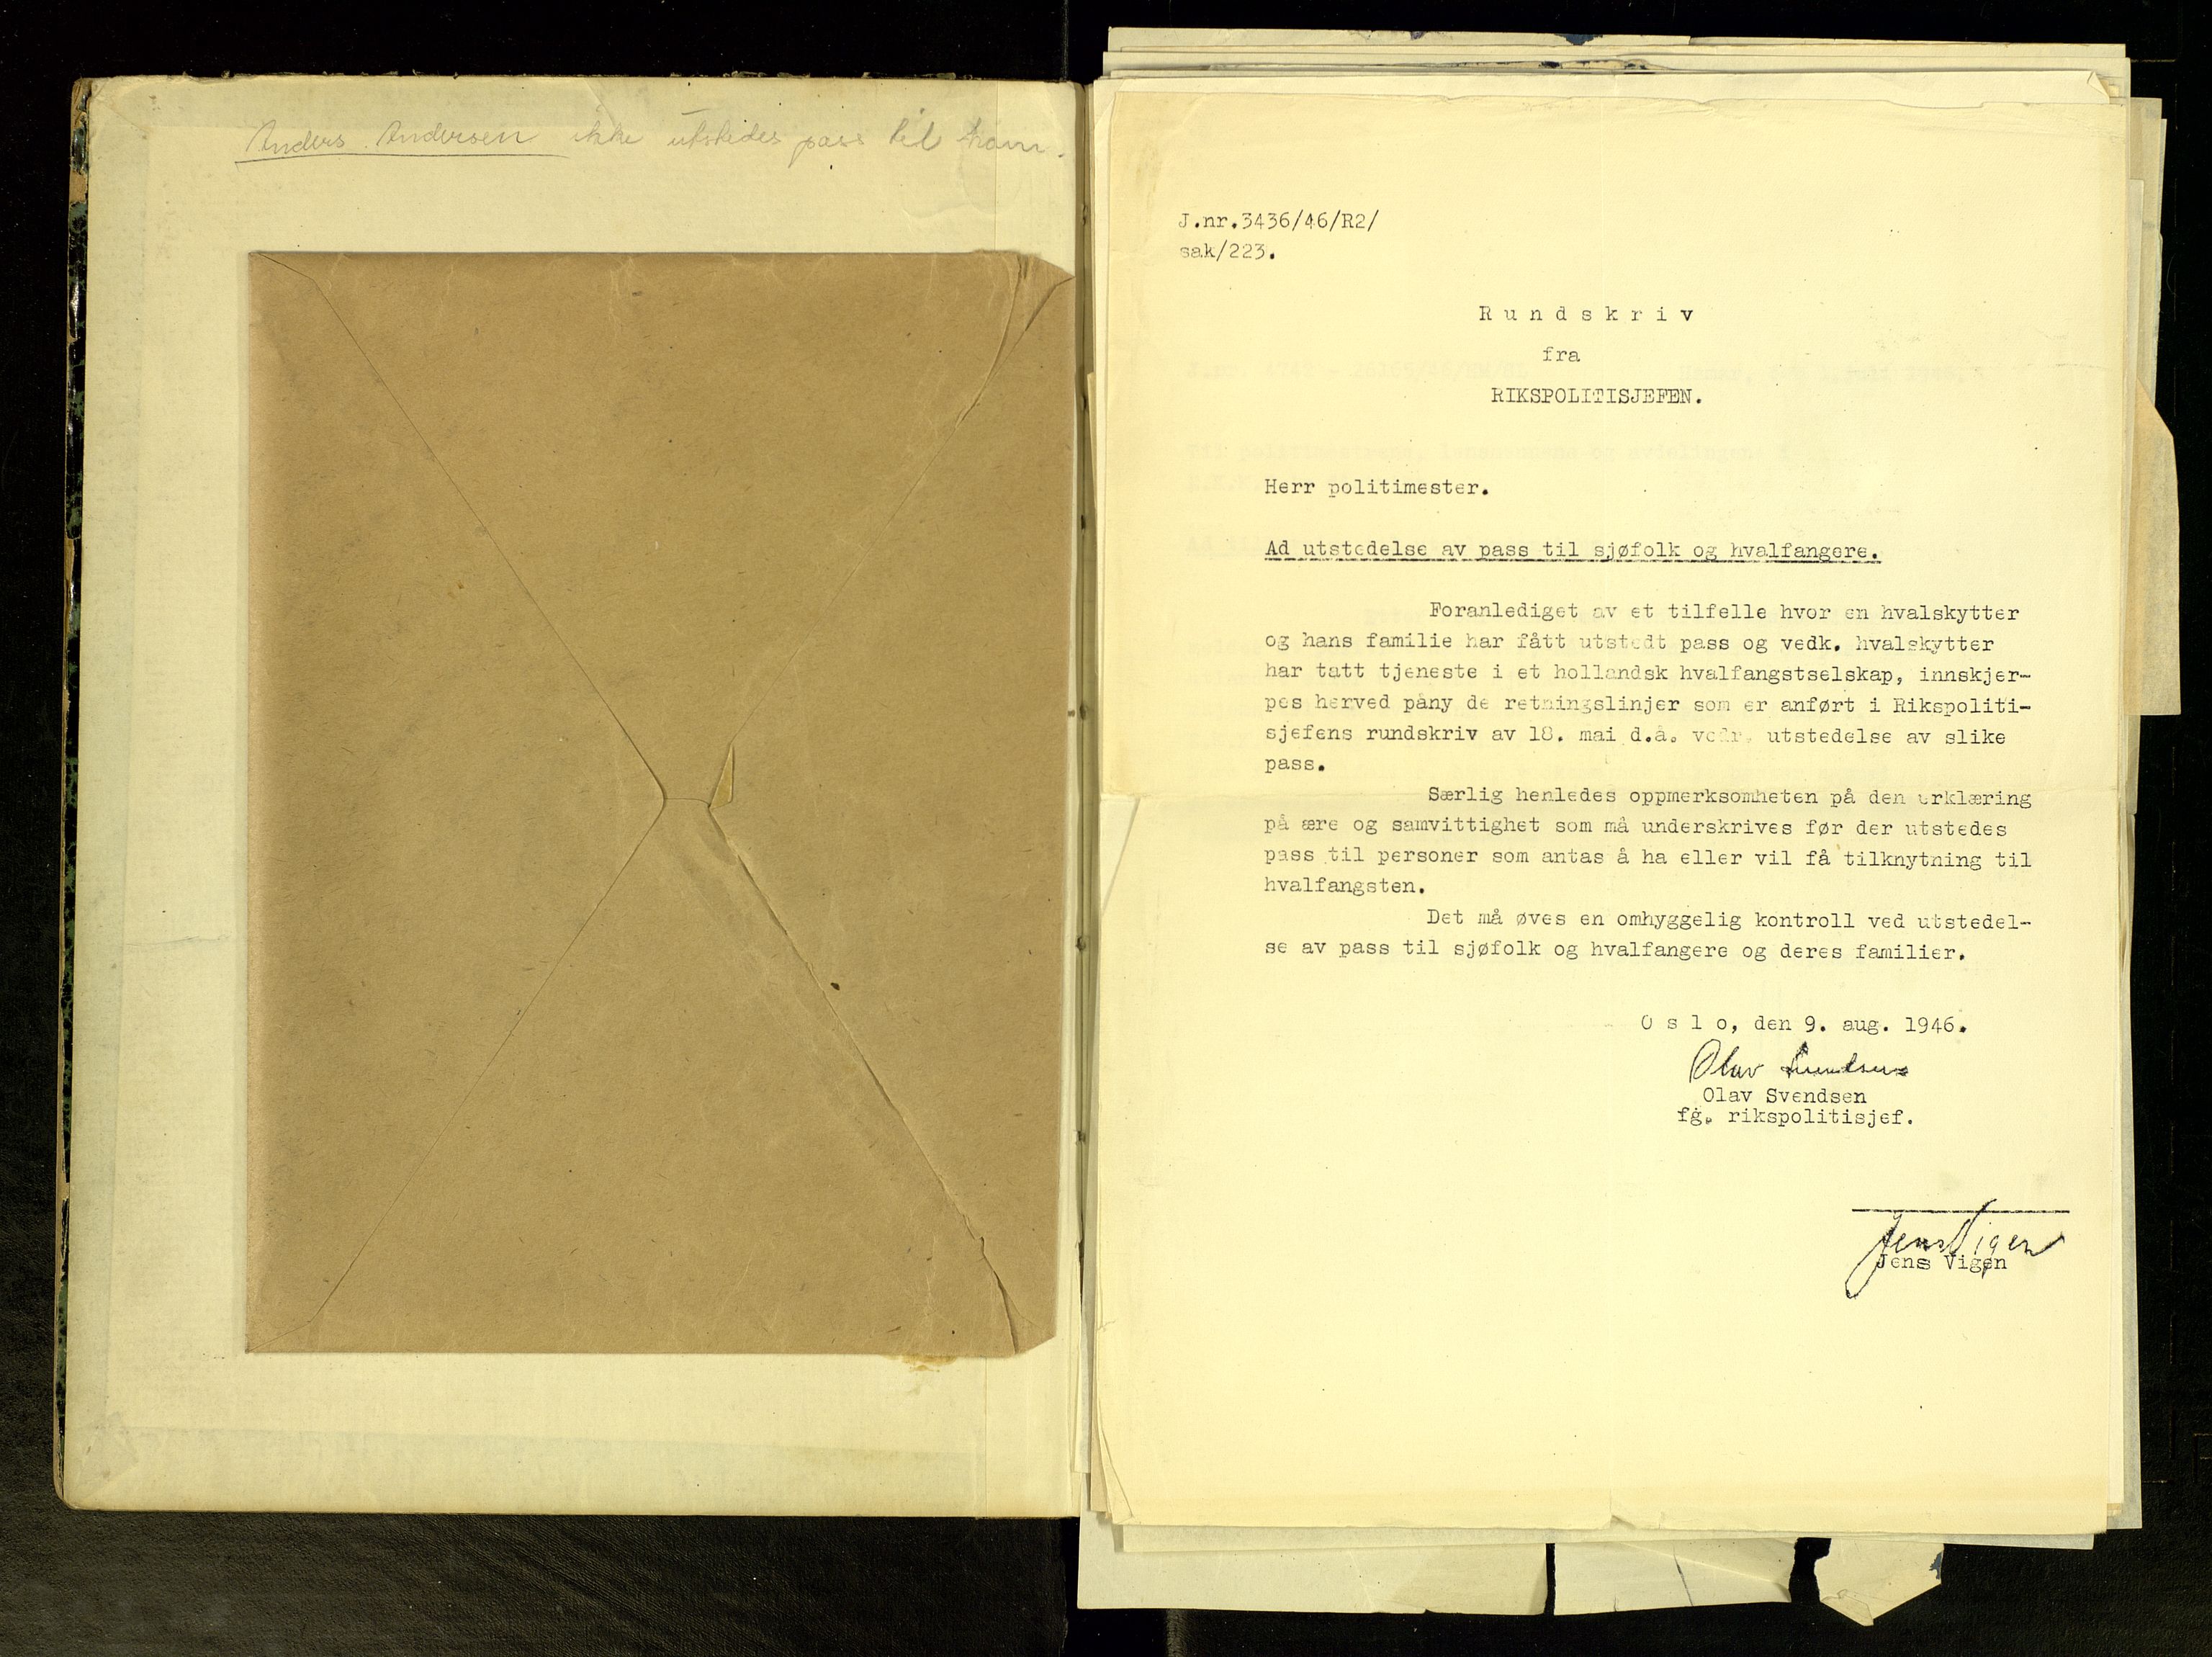 Anders Andersen ikke utstedes pass til ham.
J.nr.3436/46/R2/
sak/223.
Rundskriv
fra
RIKSPOLITISJEFEN.
Herr politimester.
Ad utstedelse av pass til sjøfolk og hvalfangere.
Foranlediget av et tilfelle hvor en hvalskytter
og hans familie har fått utstedt pass og vedk. hvalskytter
har tatt tjeneste i et hollandsk hvalfangstselskap, innskjer-
pes herved påny de retningslinjer som er anført i Rikspoliti-
sjefens rundskriv av 18. mai d.å. vedr. utstedelse av slike
pass.
Særlig henledes oppmerksomheten på den erklæring
på ære og samvittighet som må underskrives før der utstedes
pass til personer som antas å ha eller vil få tilknytning til
hvalfangsten.
Det må øves en omhyggelig kontroll ved utstedel-
se av pass til sjøfolk og hvalfangere og deres familier.
Oslo, den 9. aug. 1946.
Olav Svendsen
Olav Svendsen
fg. rikspolitisjef.
Jens Vigen
Jens Vigen